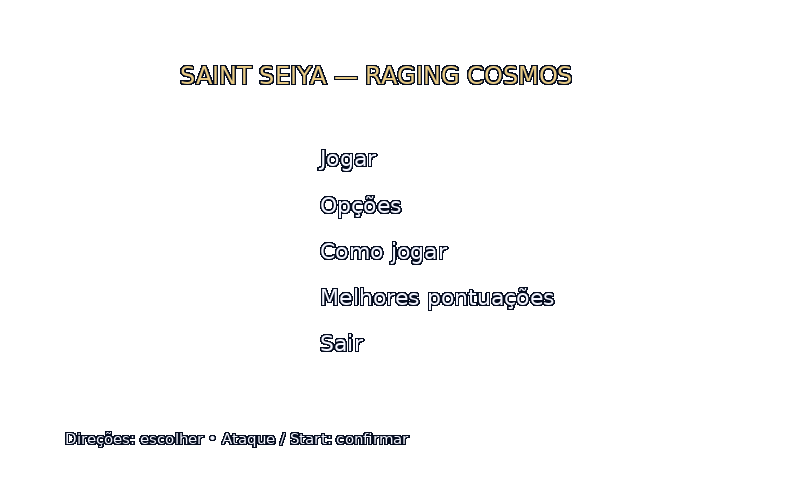 SAINT SEIYA — RAGING COSMOS
Jogar
Opções
Como jogar
Melhores pontuações
Sair
Direções: escolher • Ataque / Start: confirmar